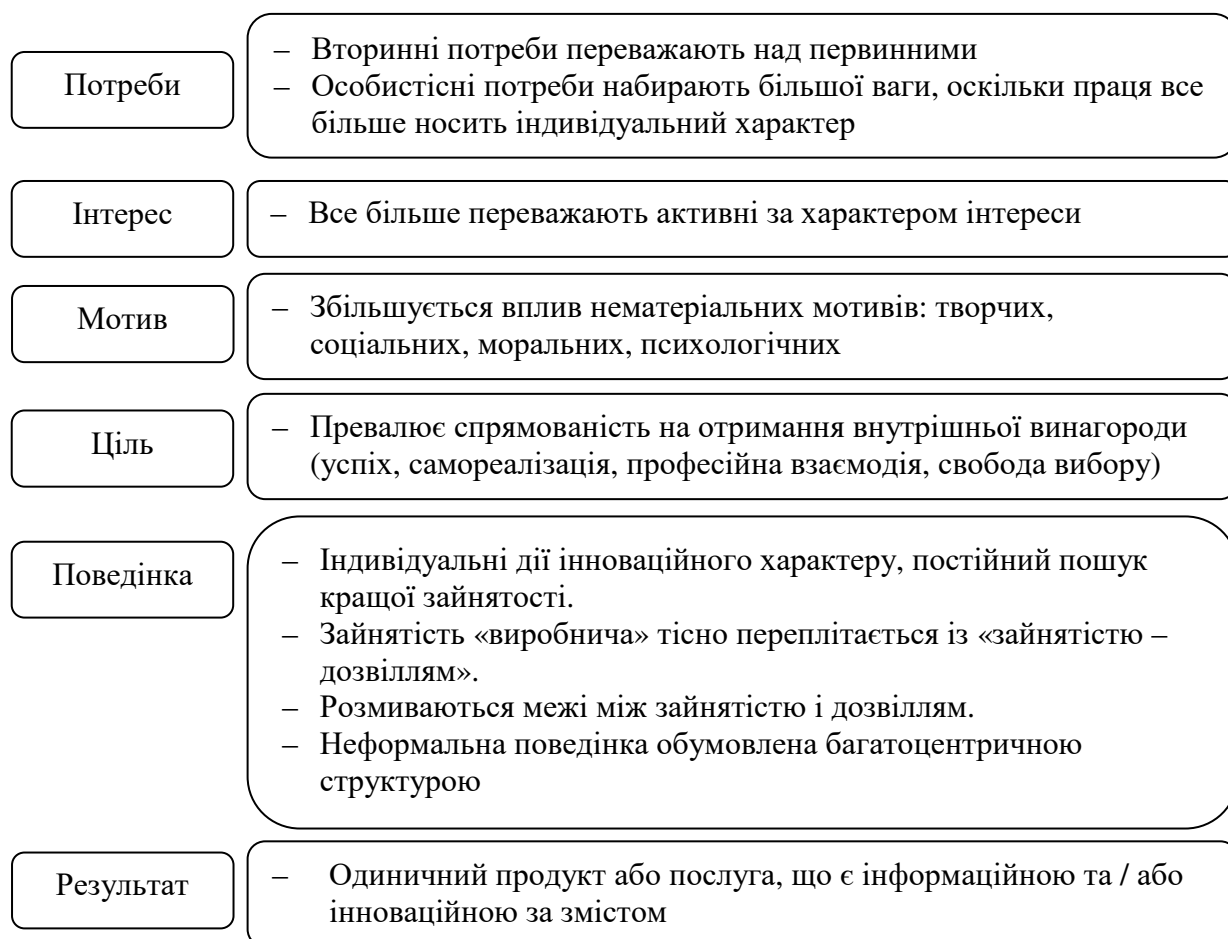 Потреби
– Вторинні потреби переважають над первинними
– Особистісні потреби набирають більшої ваги, оскільки праця все
більше носить індивідуальний характер
Інтерес
– Все більше переважають активні за характером інтереси
Мотив
– Збільшується вплив нематеріальних мотивів: творчих,
соціальних, моральних, психологічних
Ціль
– Превалює спрямованість на отримання внутрішньої винагороди
(успіх, самореалізація, професійна взаємодія, свобода вибору)
Поведінка
– Індивідуальні дії інноваційного характеру, постійний пошук
кращої зайнятості.
– Зайнятість «виробнича» тісно переплітається із «зайнятістю –
дозвіллям».
– Розмиваються межі між зайнятістю і дозвіллям.
– Неформальна поведінка обумовлена багатоцентричною
структурою
Результат
– Одиничний продукт або послуга, що є інформаційною та / або
інноваційною за змістом